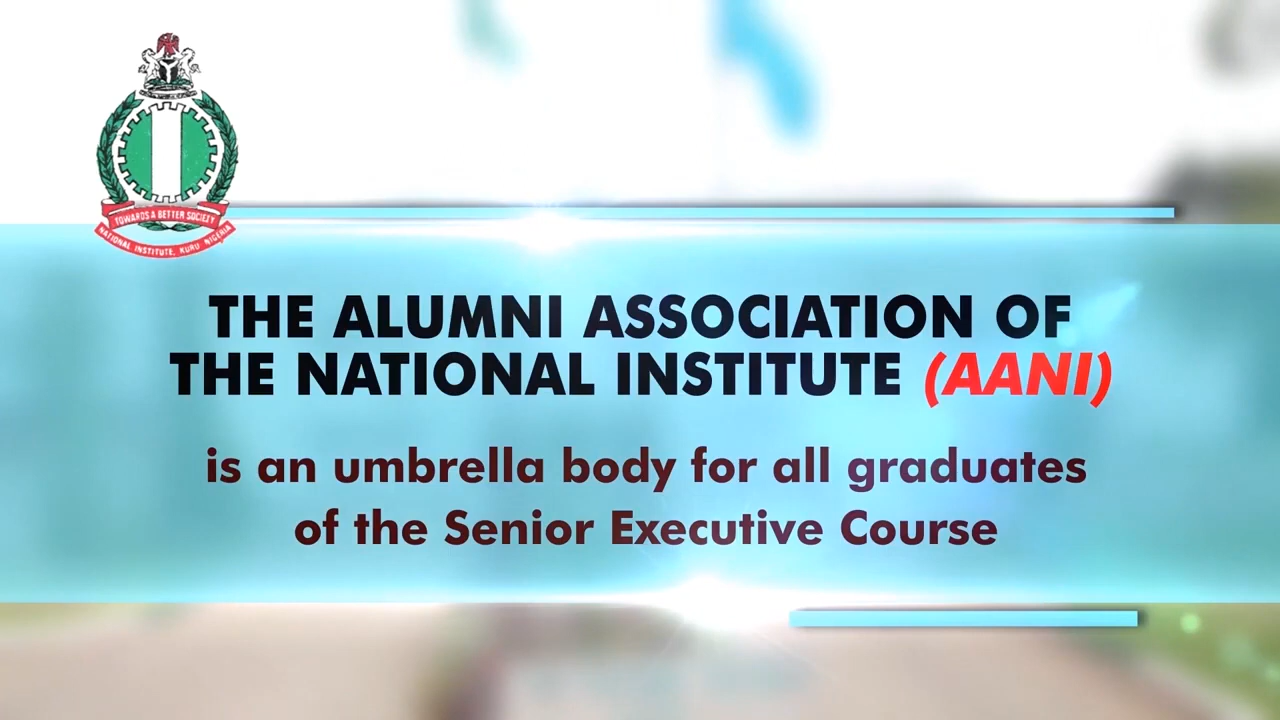 TOWARDS A BETTER SOCIETY
NATIONAL INSTITUTE, KURU NIGERIA
THE ALUMNI ASSOCIATION OF
THE NATIONAL INSTITUTE (AANI)
is an umbrella body for all graduates
of the Senior Executive Course